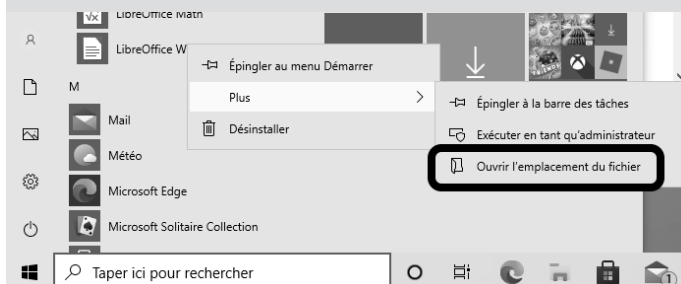 LibreOffice Math
LibreOffice W
Épingler au menu Démarrer
Plus
Désinstaller
Épingler à la barre des tâches
Exécuter en tant qu'administrateur
Ouvrir l'emplacement du fichier
M
Mail
Météo
Microsoft Edge
Microsoft Solitaire Collection
Taper ici pour rechercher
1